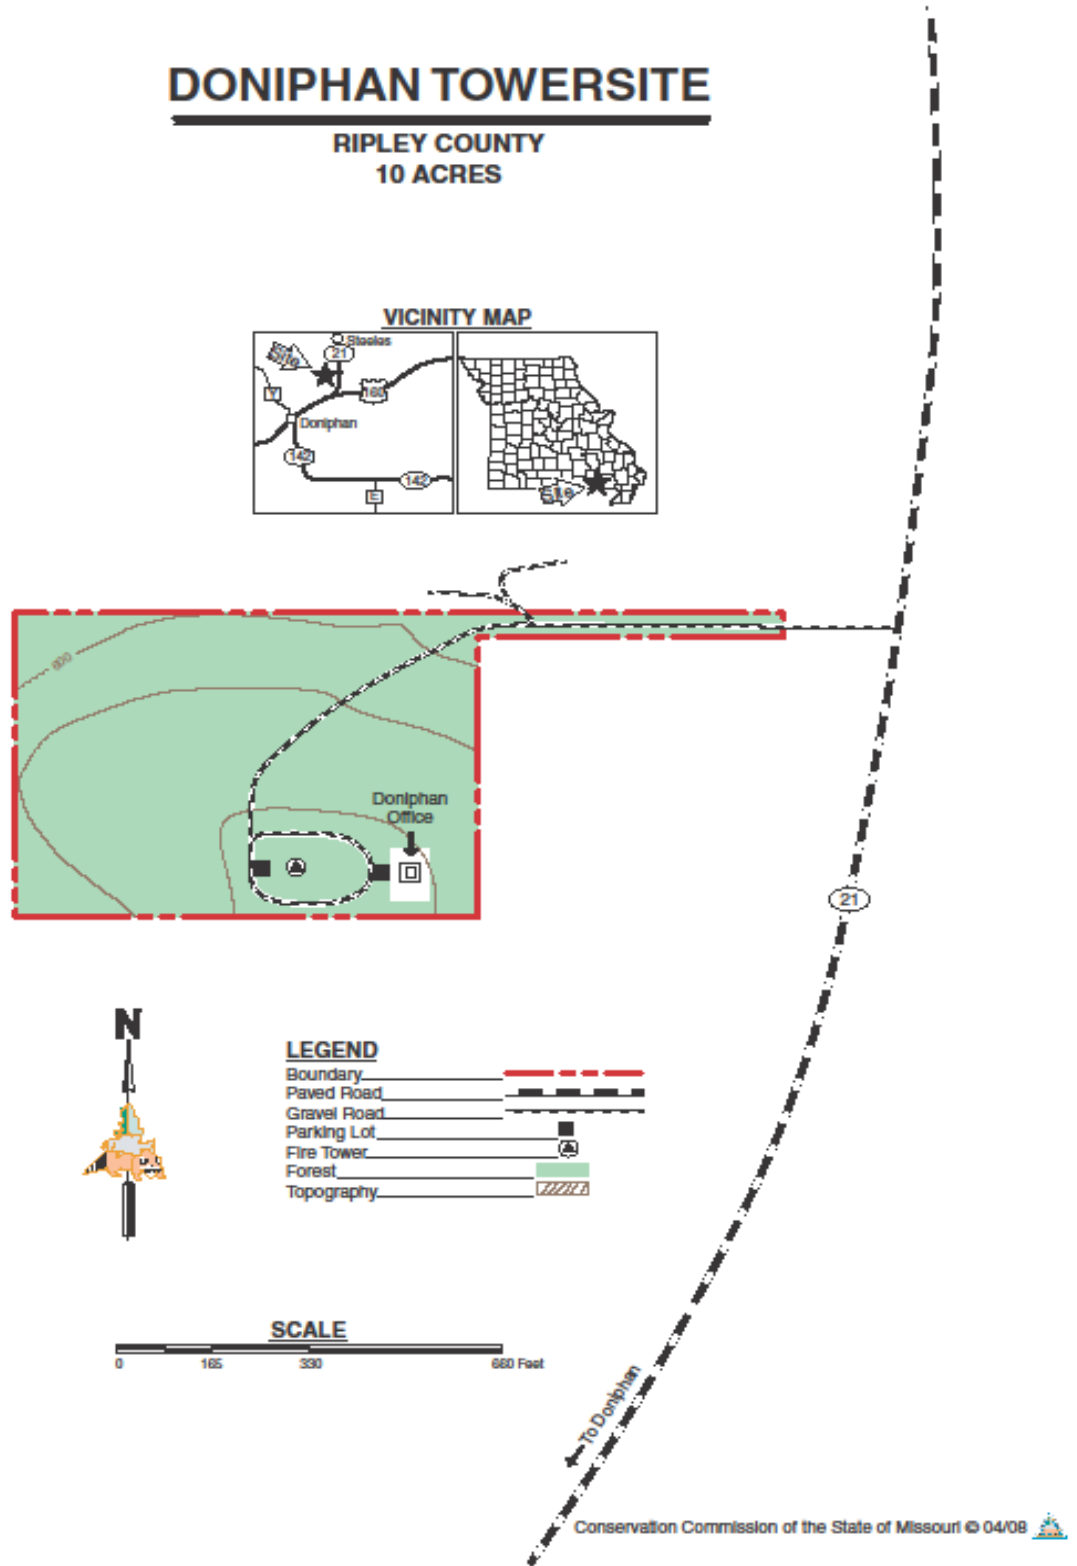 DONIPHAN TOWERSITE
RIPLEY COUNTY
10 ACRES
VICINITY MAP
Steeles
21
Site
160
Y
Doniphan
142
142
E
Site
800
Doniphan
Office
21
N
LEGEND
Boundary
Paved Road
Gravel Road
Parking Lot
Fire Tower
Forest
Topography
SCALE
0 165 330 660 Feet
To Doniphan
Conservation Commission of the State of Missouri © 04/08